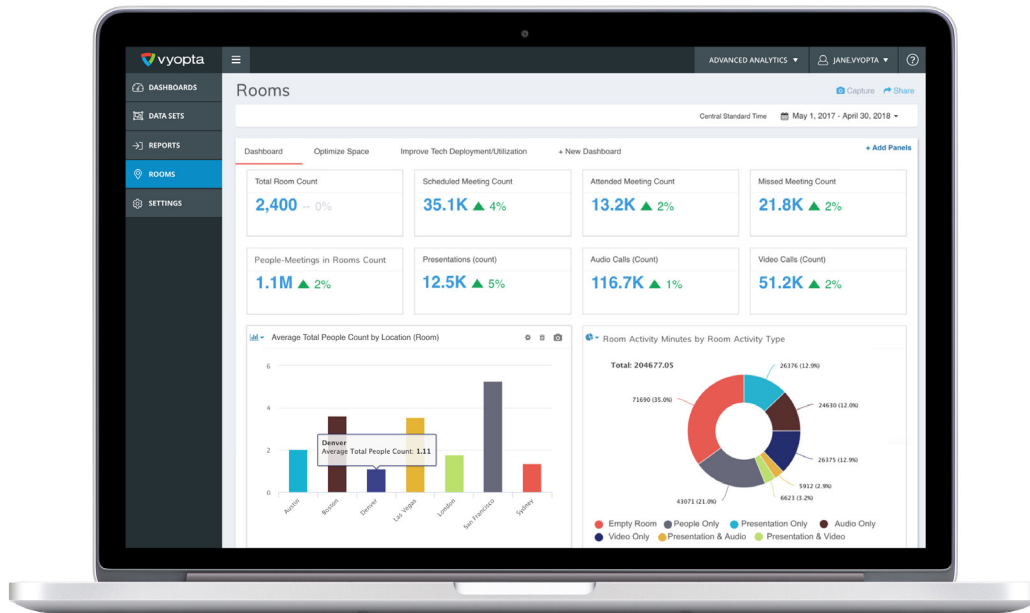 vyopta
ADVANCED ANALYTICS
JANE.VYOPTA
?
DASHBOARDS
DATA SETS
REPORTS
ROOMS
SETTINGS
Rooms
Capture
Share
Central Standard Time
May 1, 2017 - April 30, 2018
Dashboard
Optimize Space
Improve Tech Deployment/Utilization
+ New Dashboard
+ Add Panels
Total Room Count
2,400 -- 0%
Scheduled Meeting Count
35.1K ▲ 4%
Attended Meeting Count
13.2K ▲ 2%
Missed Meeting Count
21.8K ▲ 2%
People-Meetings in Rooms Count
1.1M ▲ 2%
Presentations (count)
12.5K ▲ 5%
Audio Calls (Count)
116.7K ▲ 1%
Video Calls (Count)
51.2K ▲ 2%
Average Total People Count by Location (Room)
6
4
2
0
Denver
Average Total People Count: 1.11
Austin
Boston
Denver
Las Vegas
London
San Francisco
Sydney
Room Activity Minutes by Room Activity Type
Total: 204677.05
26376 (12.9%)
71690 (35.0%)
24630 (12.0%)
26375 (12.9%)
5912 (2.9%)
6623 (3.2%)
43071 (21.0%)
Empty Room
People Only
Presentation Only
Audio Only
Video Only
Presentation & Audio
Presentation & Video